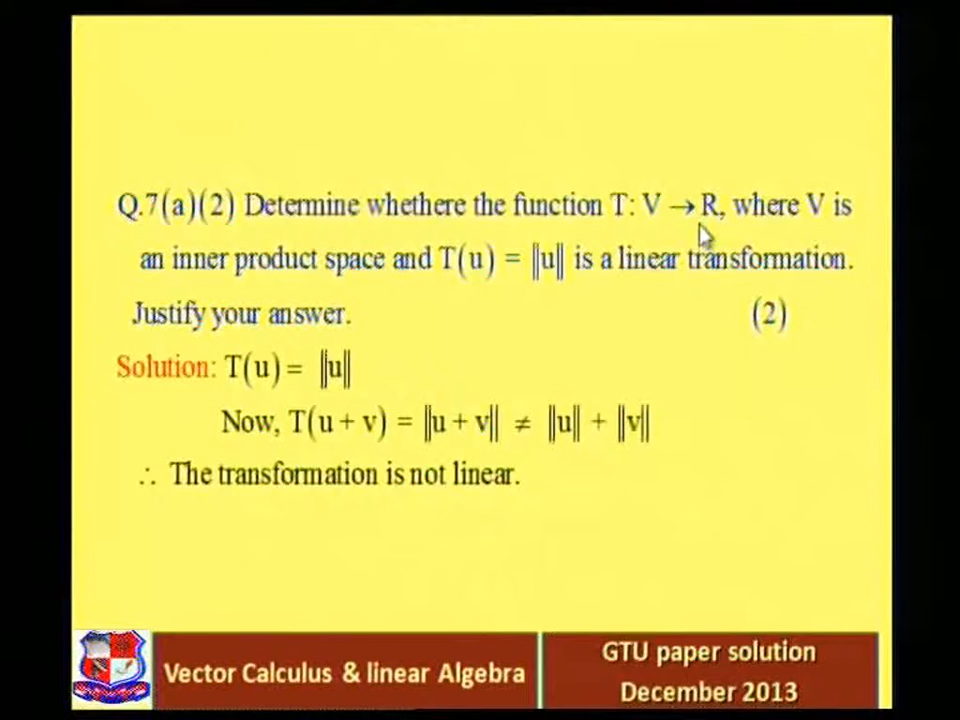 Q.7(a)(2) Determine whethere the function T: V → R, where V is
an inner product space and T(u) = ‖u‖ is a linear transformation.
Justify your answer. (2)
Solution: T(u) = ‖u‖
Now, T(u + v) = ‖u + v‖ ≠ ‖u‖ + ‖v‖
∴ The transformation is not linear.
Vector Calculus & linear Algebra
GTU paper solution
December 2013